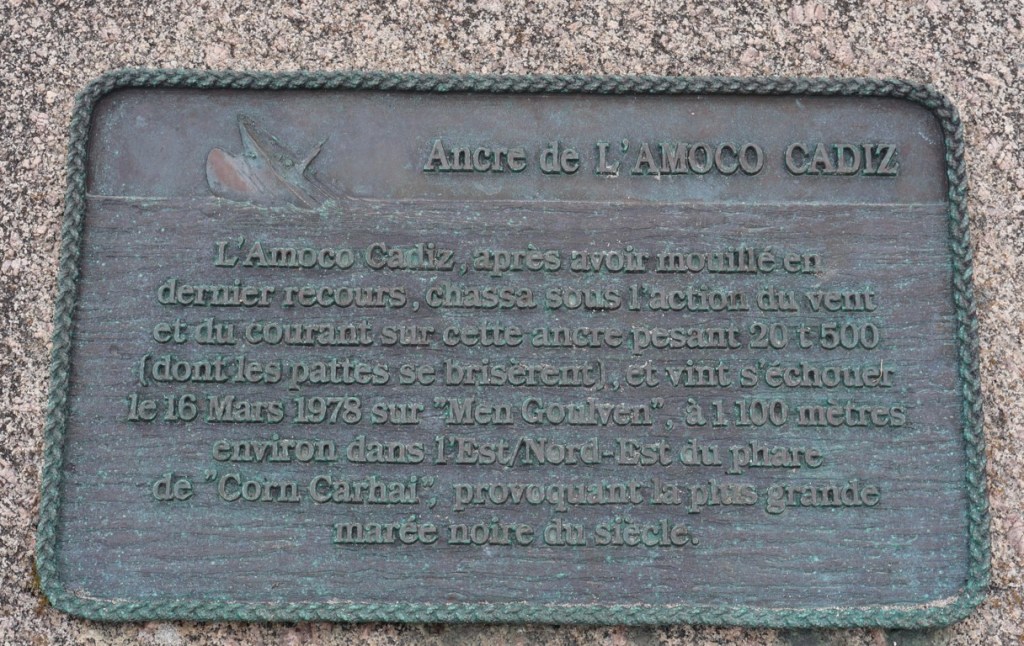 Ancre de L'AMOCO CADIZ
L'Amoco Cadiz, après avoir mouillé en
dernier recours, chassa sous l'action du vent
et du courant sur cette ancre pesant 20 t 500
(dont les pattes se brisèrent), et vint s'échouer
le 16 Mars 1978 sur "Men Goulven", à 1 100 mètres
environ dans l'Est/Nord-Est du phare
de "Corn Carhai", provoquant la plus grande
marée noire du siècle.